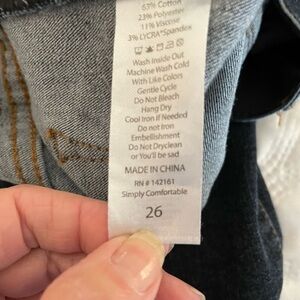 63% Cotton
23% Polyester
11% Viscose
3% LYCRA®Spandex
Wash Inside Out
Machine Wash Cold
With Like Colors
Gentle Cycle
Do Not Bleach
Hang Dry
Cool Iron If Needed
Do not Iron
Embellishment
Do Not Dryclean
or You'll be sad
MADE IN CHINA
RN # 142161
Simply Comfortable
26